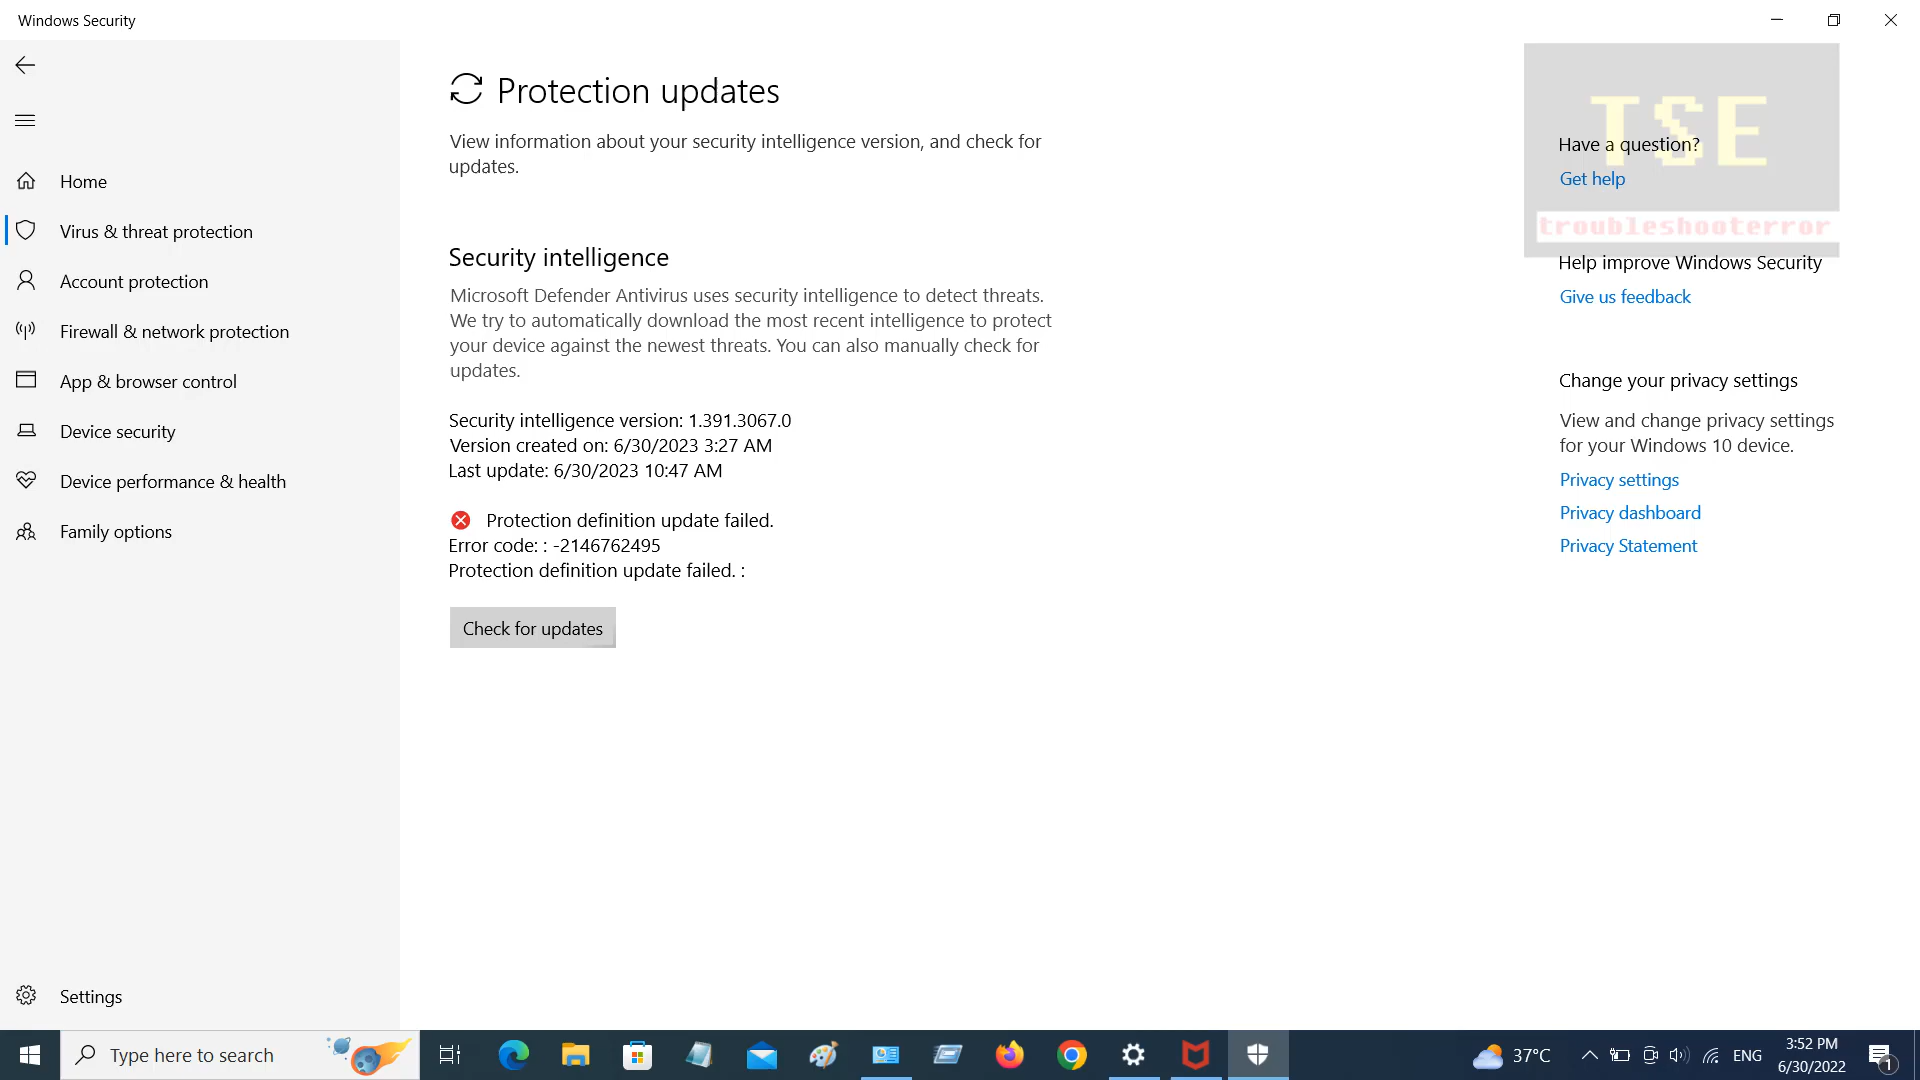 Windows Security
Home
Virus & threat protection
Account protection
Firewall & network protection
App & browser control
Device security
Device performance & health
Family options
Settings
Protection updates
View information about your security intelligence version, and check for
updates.
Security intelligence
Microsoft Defender Antivirus uses security intelligence to detect threats.
We try to automatically download the most recent intelligence to protect
your device against the newest threats. You can also manually check for
updates.
Security intelligence version: 1.391.3067.0
Version created on: 6/30/2023 3:27 AM
Last update: 6/30/2023 10:47 AM
Protection definition update failed.
Error code: : -2146762495
Protection definition update failed. :
Check for updates
TSE
Have a question?
Get help
troubleshooterror
Help improve Windows Security
Give us feedback
Change your privacy settings
View and change privacy settings
for your Windows 10 device.
Privacy settings
Privacy dashboard
Privacy Statement
Type here to search
37°C
ENG
3:52 PM
6/30/2022
1